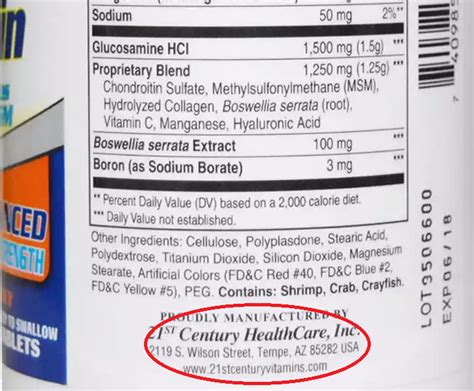 Sodium 50 mg 2%**
Glucosamine HCl 1,500 mg (1.5g) ***
Proprietary Blend 1,250 mg (1.25g) ***
Chondroitin Sulfate, Methylsulfonylmethane (MSM),
Hydrolyzed Collagen, Boswellia serrata (root),
Vitamin C, Manganese, Hyaluronic Acid
Boswellia serrata Extract 100 mg ***
Boron (as Sodium Borate) 3 mg ***
** Percent Daily Value (DV) based on a 2,000 calorie diet.
*** Daily Value not established.
Other Ingredients: Cellulose, Polyplasdone, Stearic Acid,
Polydextrose, Titanium Dioxide, Silicon Dioxide, Magnesium
Stearate, Artificial Colors (FD&C Red #40, FD&C Blue #2,
FD&C Yellow #5), PEG. Contains: Shrimp, Crab, Crayfish.
PROUDLY MANUFACTURED BY
21ST Century HealthCare, Inc.
2119 S. Wilson Street, Tempe, AZ 85282 USA
www.21stcenturyvitamins.com
LOT9506600
EXP06/18
SWALLOW